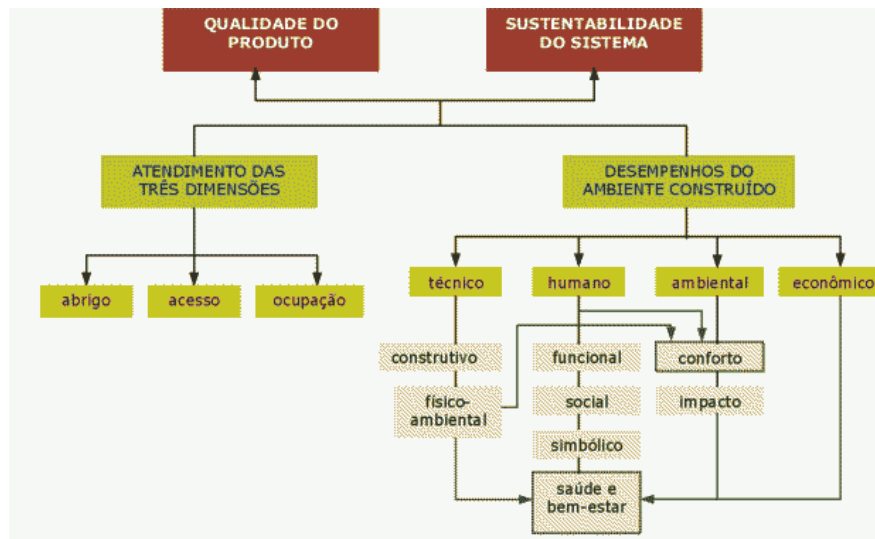 QUALIDADE DO
PRODUTO
SUSTENTABILIDADE
DO SISTEMA
ATENDIMENTO DAS
TRÊS DIMENSÕES
DESEMPENHOS DO
AMBIENTE CONSTRUÍDO
abrigo
acesso
ocupação
técnico
humano
ambiental
econômico
construtivo
funcional
conforto
físico-
ambiental
social
impacto
simbólico
saúde e
bem-estar